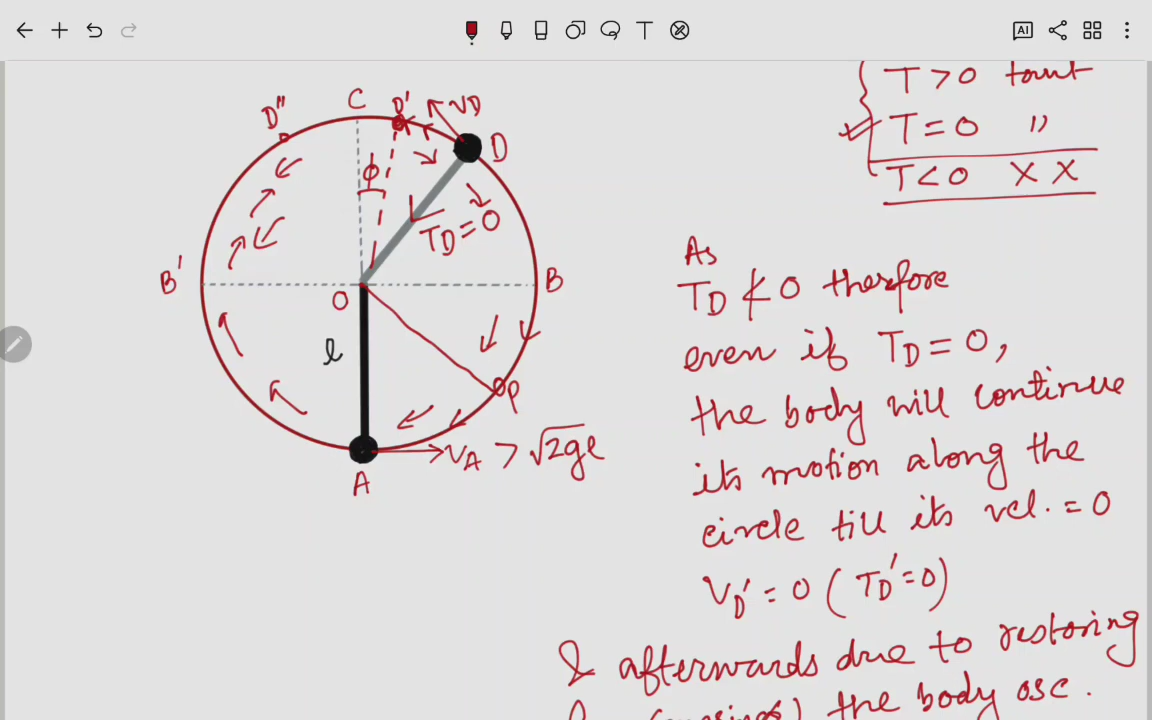 AI
T
C
D'
D"
VD
D
ϕ
T_D = 0
B'
O
B
l
P
V_A > √2gl
A
T > 0 taut
T = 0 "
T < 0 X X
As
T_D ≮ 0 therefore
even if T_D = 0,
the body will continue
its motion along the
circle till its vel. = 0
V_D' = 0 (T_D' = 0)
& afterwards due to restoring
the body osc.